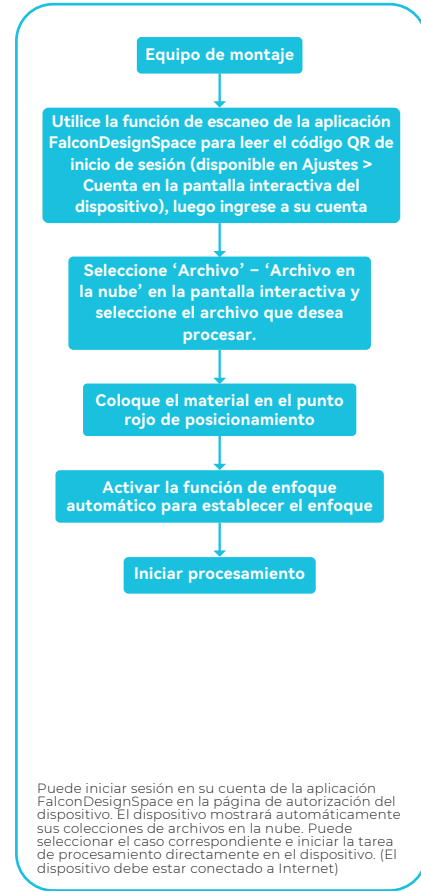 Equipo de montaje
Utilice la función de escaneo de la aplicación
FalconDesignSpace para leer el código QR de
inicio de sesión (disponible en Ajustes >
Cuenta en la pantalla interactiva del
dispositivo), luego ingrese a su cuenta
Seleccione ‘Archivo’ – ‘Archivo en
la nube’ en la pantalla interactiva y
seleccione el archivo que desea
procesar.
Coloque el material en el punto
rojo de posicionamiento
Activar la función de enfoque
automático para establecer el enfoque
Iniciar procesamiento
Puede iniciar sesión en su cuenta de la aplicación
FalconDesignSpace en la página de autorización del
dispositivo. El dispositivo mostrará automáticamente
sus colecciones de archivos en la nube. Puede
seleccionar el caso correspondiente e iniciar la tarea
de procesamiento directamente en el dispositivo. (El
dispositivo debe estar conectado a Internet)